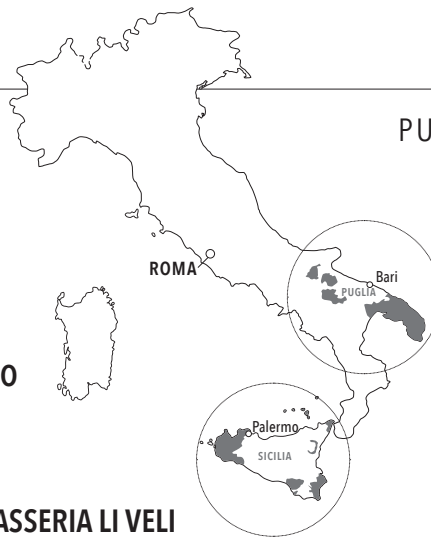 PU
ROMA
Bari
PUGLIA
O
Palermo
SICILIA
ASSERIA LI VELI